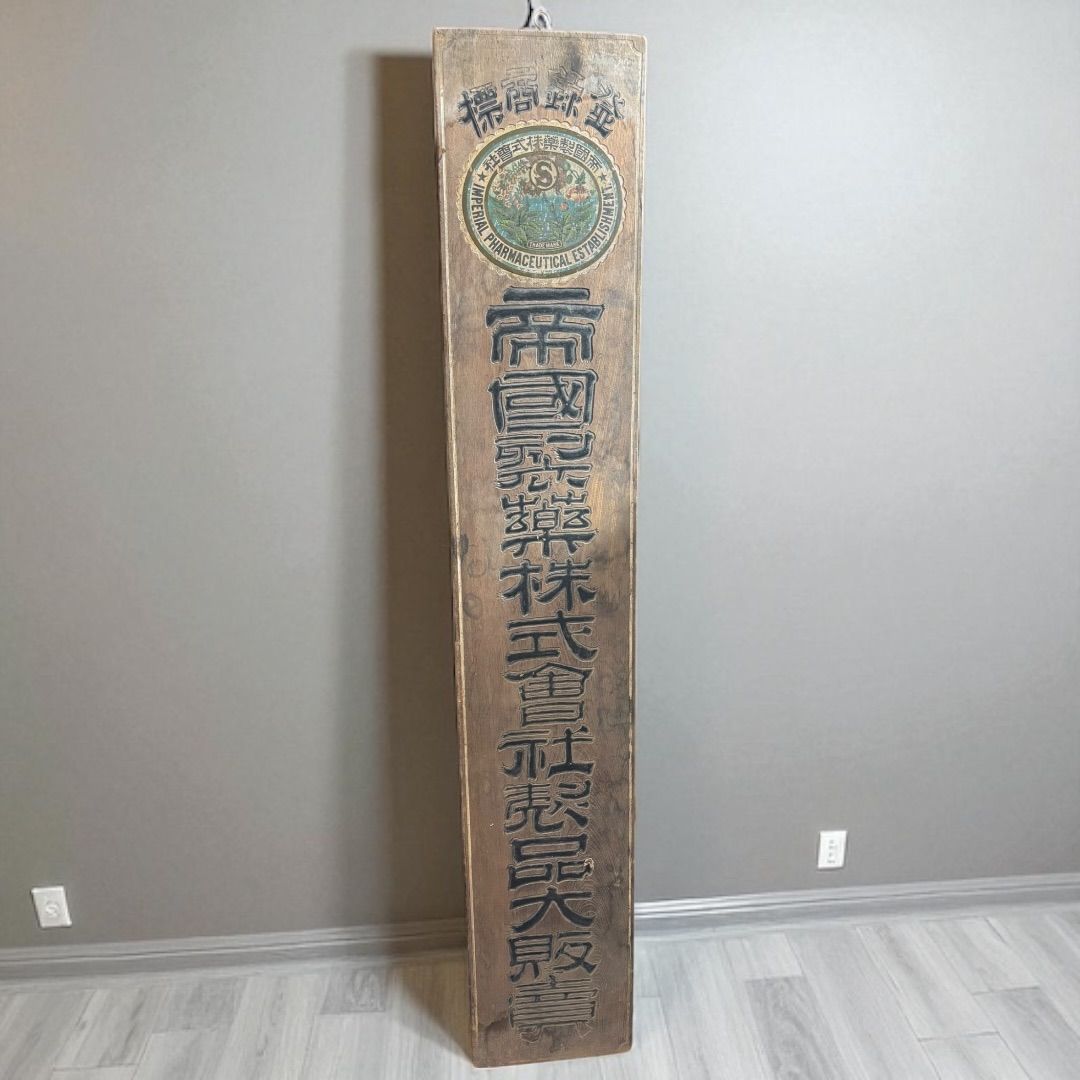 登録商標
帝國製藥株式會社
★ IMPERIAL PHARMACEUTICAL ESTABLISHMENT. ★
S
TRADE MARK
帝國製藥株式會社製品大販賣